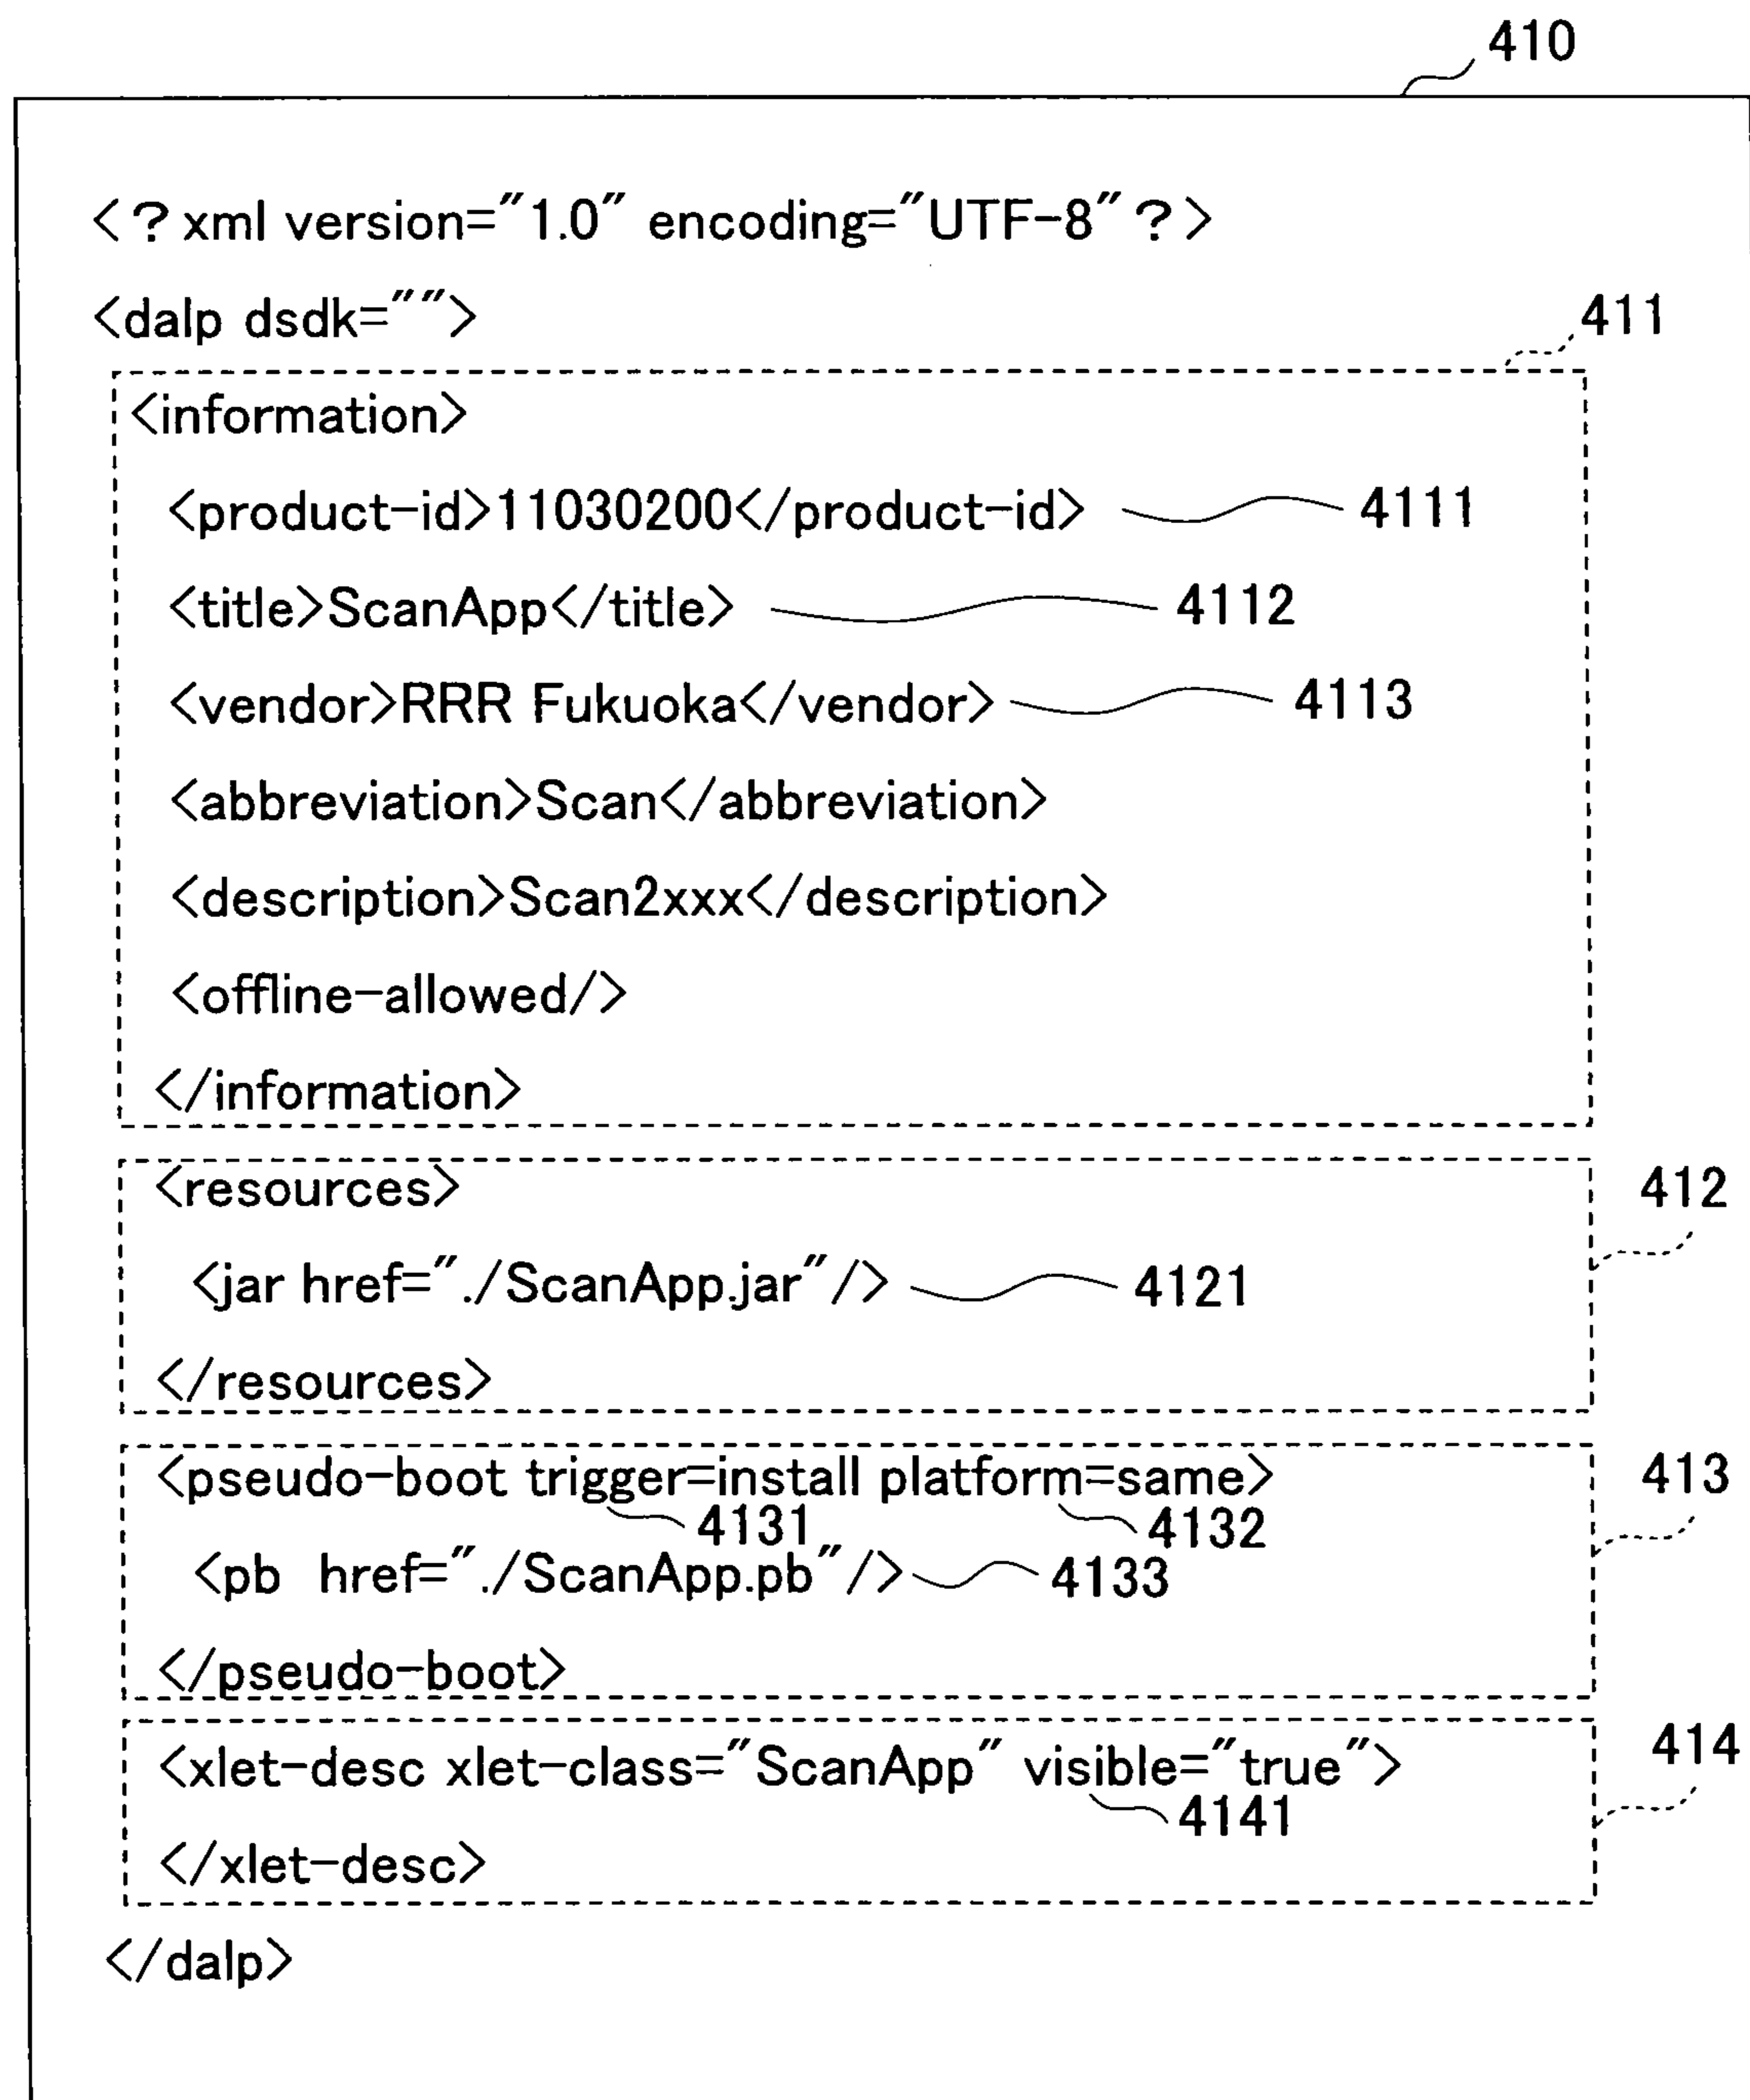 410
<?xml version="1.0" encoding="UTF-8"?>
<dalp dsdk="">
411
<information>
<product-id>11030200</product-id> 4111
<title>ScanApp</title> 4112
<vendor>RRR Fukuoka</vendor> 4113
<abbreviation>Scan</abbreviation>
<description>Scan2xxx</description>
<offline-allowed/>
</information>
<resources> 412
<jar href="./ScanApp.jar"/> 4121
</resources>
<pseudo-boot trigger=install platform=same> 413
4131 4132
<pb href="./ScanApp.pb"/> 4133
</pseudo-boot>
<xlet-desc xlet-class="ScanApp" visible="true"> 414
4141
</xlet-desc>
</dalp>